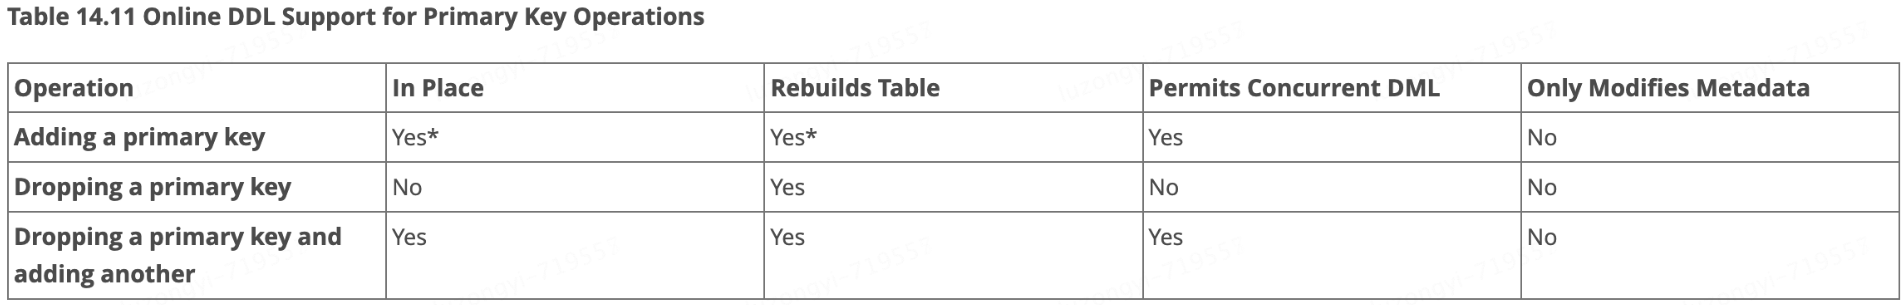 Table 14.11 Online DDL Support for Primary Key Operations
Operation In Place Rebuilds Table Permits Concurrent DML Only Modifies Metadata
Adding a primary key Yes* Yes* Yes No
Dropping a primary key No Yes No No
Dropping a primary key and Yes Yes Yes No
adding another